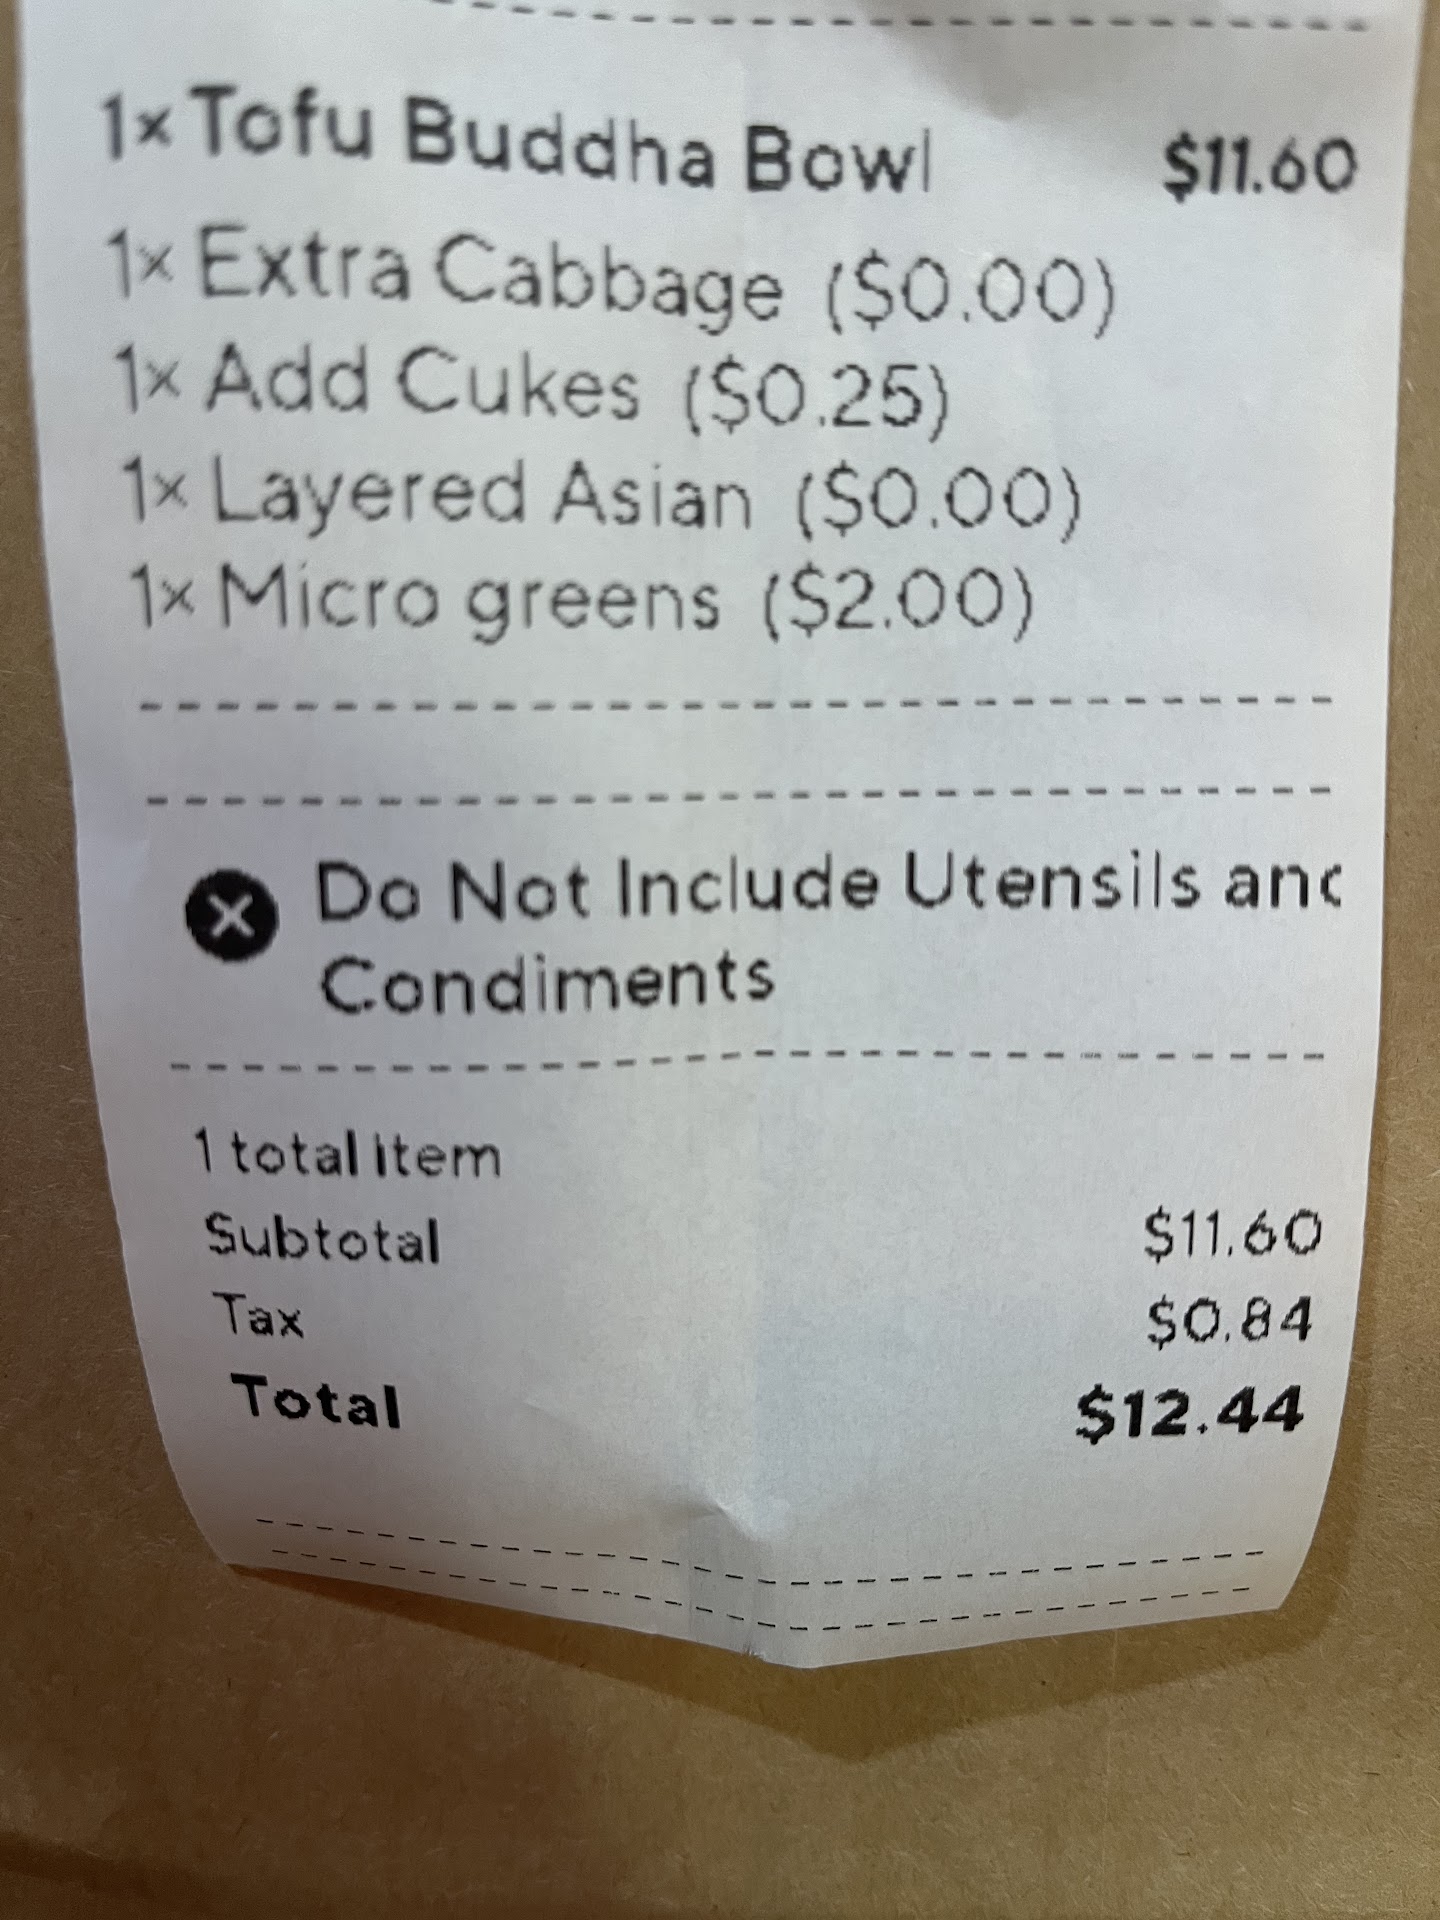 1x Tofu Buddha Bowl $11.60
1x Extra Cabbage ($0.00)
1x Add Cukes ($0.25)
1x Layered Asian ($0.00)
1x Micro greens ($2.00)
Do Not Include Utensils and
Condiments
1 total item
Subtotal $11.60
Tax $0.84
Total $12.44